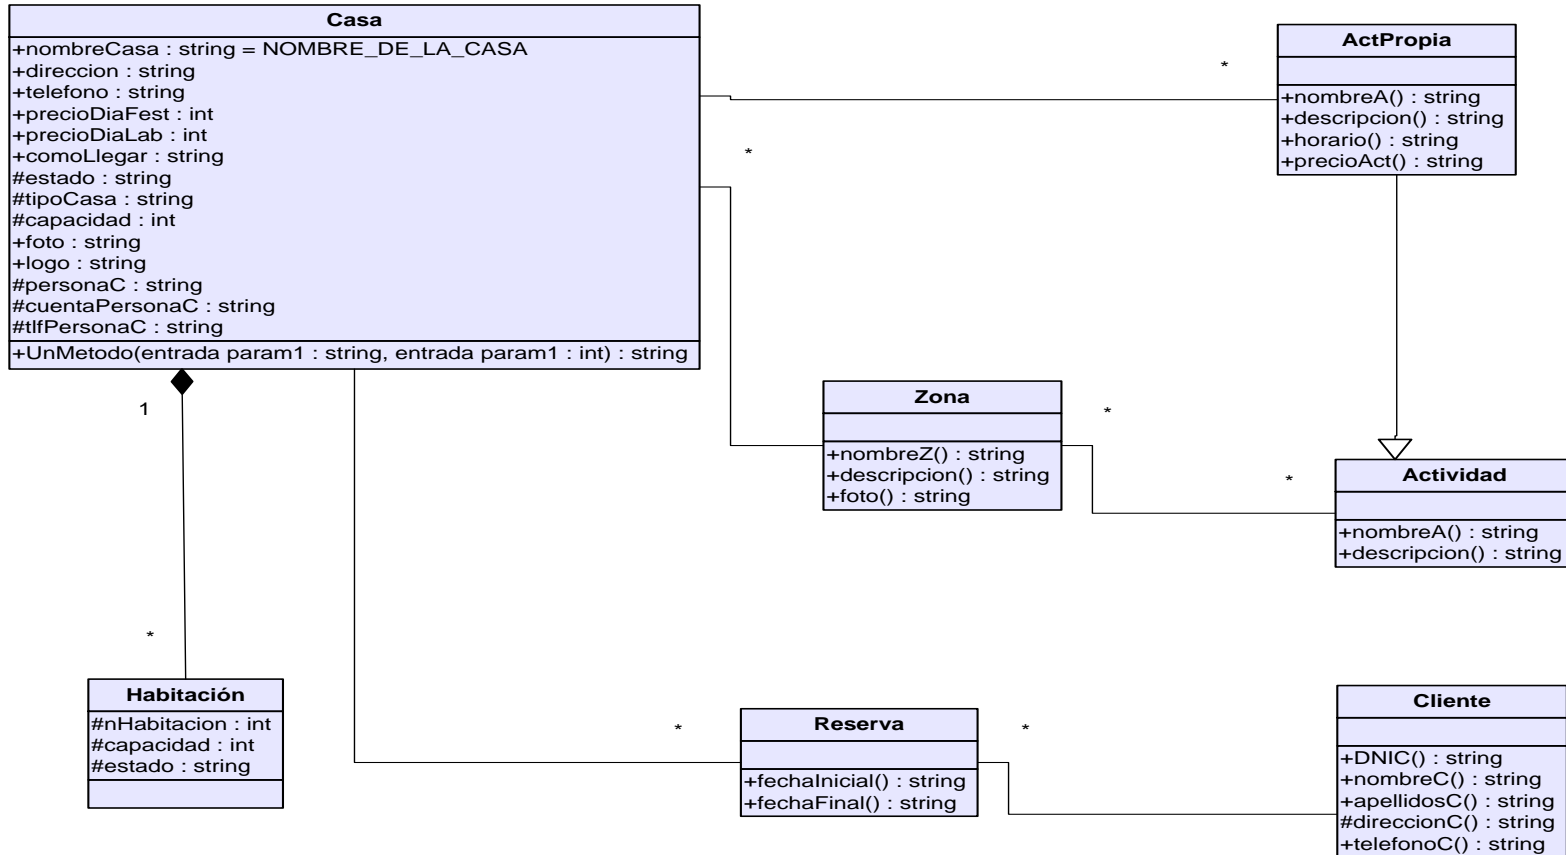 Casa
+nombreCasa : string = NOMBRE_DE_LA_CASA
+direccion : string
+telefono : string
+precioDiaFest : int
+precioDiaLab : int
+comoLlegar : string
#estado : string
#tipoCasa : string
#capacidad : int
+foto : string
+logo : string
#personaC : string
#cuentaPersonaC : string
#tlfPersonaC : string
+UnMetodo(entrada param1 : string, entrada param1 : int) : string
*
*
ActPropia
+nombreA() : string
+descripcion() : string
+horario() : string
+precioAct() : string
1
*
Zona
+nombreZ() : string
+descripcion() : string
+foto() : string
*
*
Actividad
+nombreA() : string
+descripcion() : string
Habitación
#nHabitacion : int
#capacidad : int
#estado : string
*
Reserva
+fechaInicial() : string
+fechaFinal() : string
*
Cliente
+DNIC() : string
+nombreC() : string
+apellidosC() : string
#direccionC() : string
+telefonoC() : string